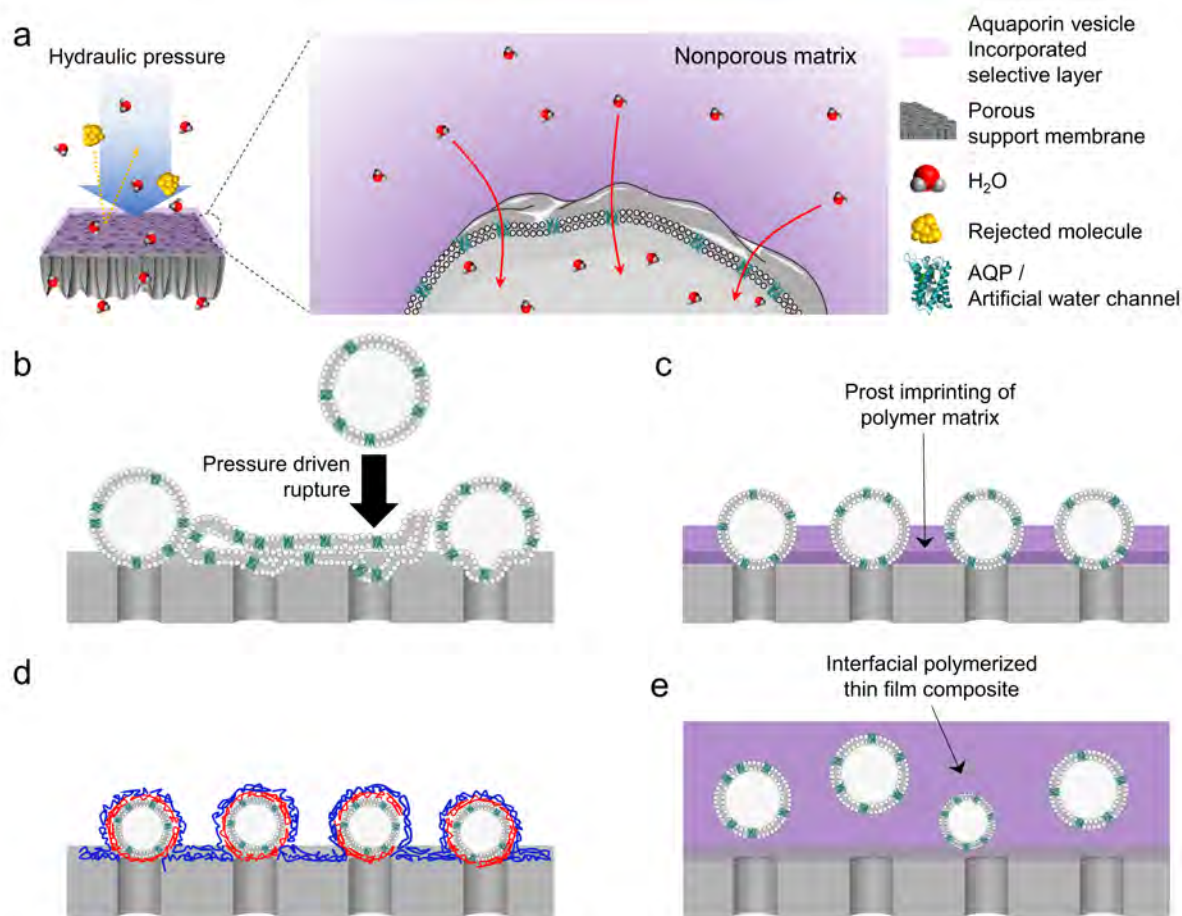 a
Hydraulic pressure
Nonporous matrix
Aquaporin vesicle
Incorporated
selective layer
Porous
support membrane
H₂O
Rejected molecule
AQP /
Artificial water channel
b
Pressure driven
rupture
c
Prost imprinting of
polymer matrix
d
e
Interfacial polymerized
thin film composite